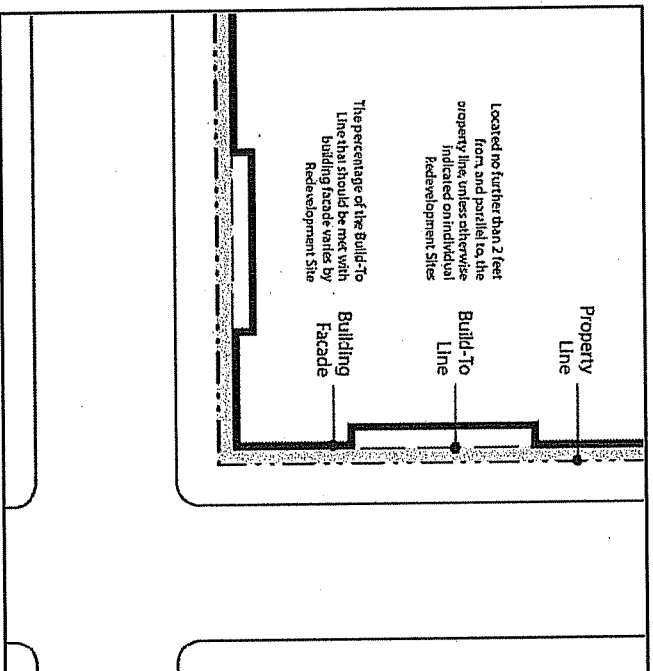 Property
Line
Located no further than 2 feet
from, and parallel to, the
property line, unless otherwise
indicated on individual
Redevelopment Sites
Build-To
Line
The percentage of the Build-To
Line that should be met with
building facade varies by
Redevelopment Site
Building
Facade